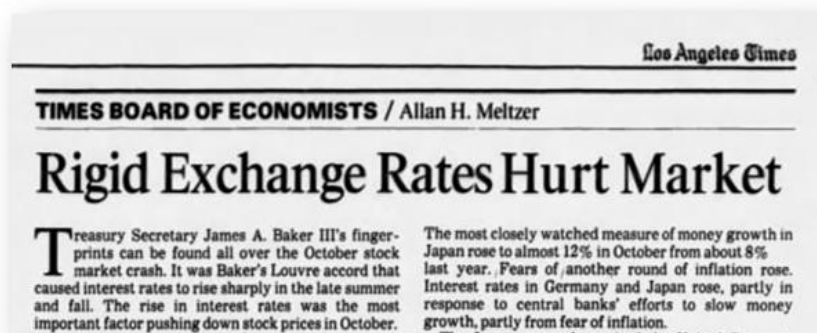 Los Angeles Times
TIMES BOARD OF ECONOMISTS / Allan H. Meltzer
Rigid Exchange Rates Hurt Market
Treasury Secretary James A. Baker III's finger-
prints can be found all over the October stock
market crash. It was Baker's Louvre accord that
caused interest rates to rise sharply in the late summer
and fall. The rise in interest rates was the most
important factor pushing down stock prices in October.
The most closely watched measure of money growth in
Japan rose to almost 12% in October from about 8%
last year. Fears of another round of inflation rose.
Interest rates in Germany and Japan rose, partly in
response to central banks' efforts to slow money
growth, partly from fear of inflation.